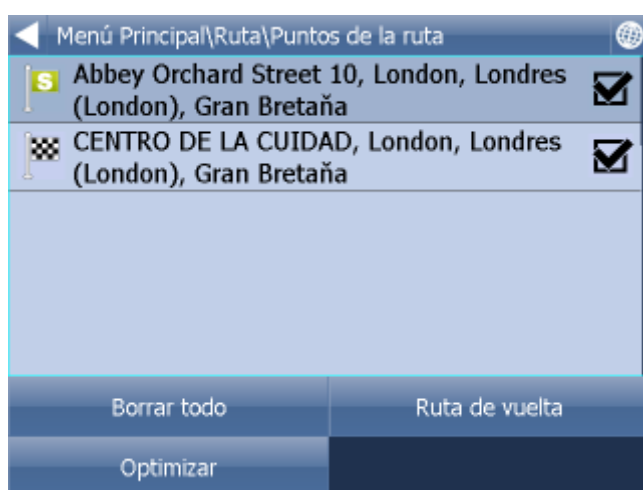 Menú Principal\Ruta\Puntos de la ruta
S
Abbey Orchard Street 10, London, Londres
(London), Gran Bretaňa
CENTRO DE LA CUIDAD, London, Londres
(London), Gran Bretaňa
Borrar todo
Ruta de vuelta
Optimizar